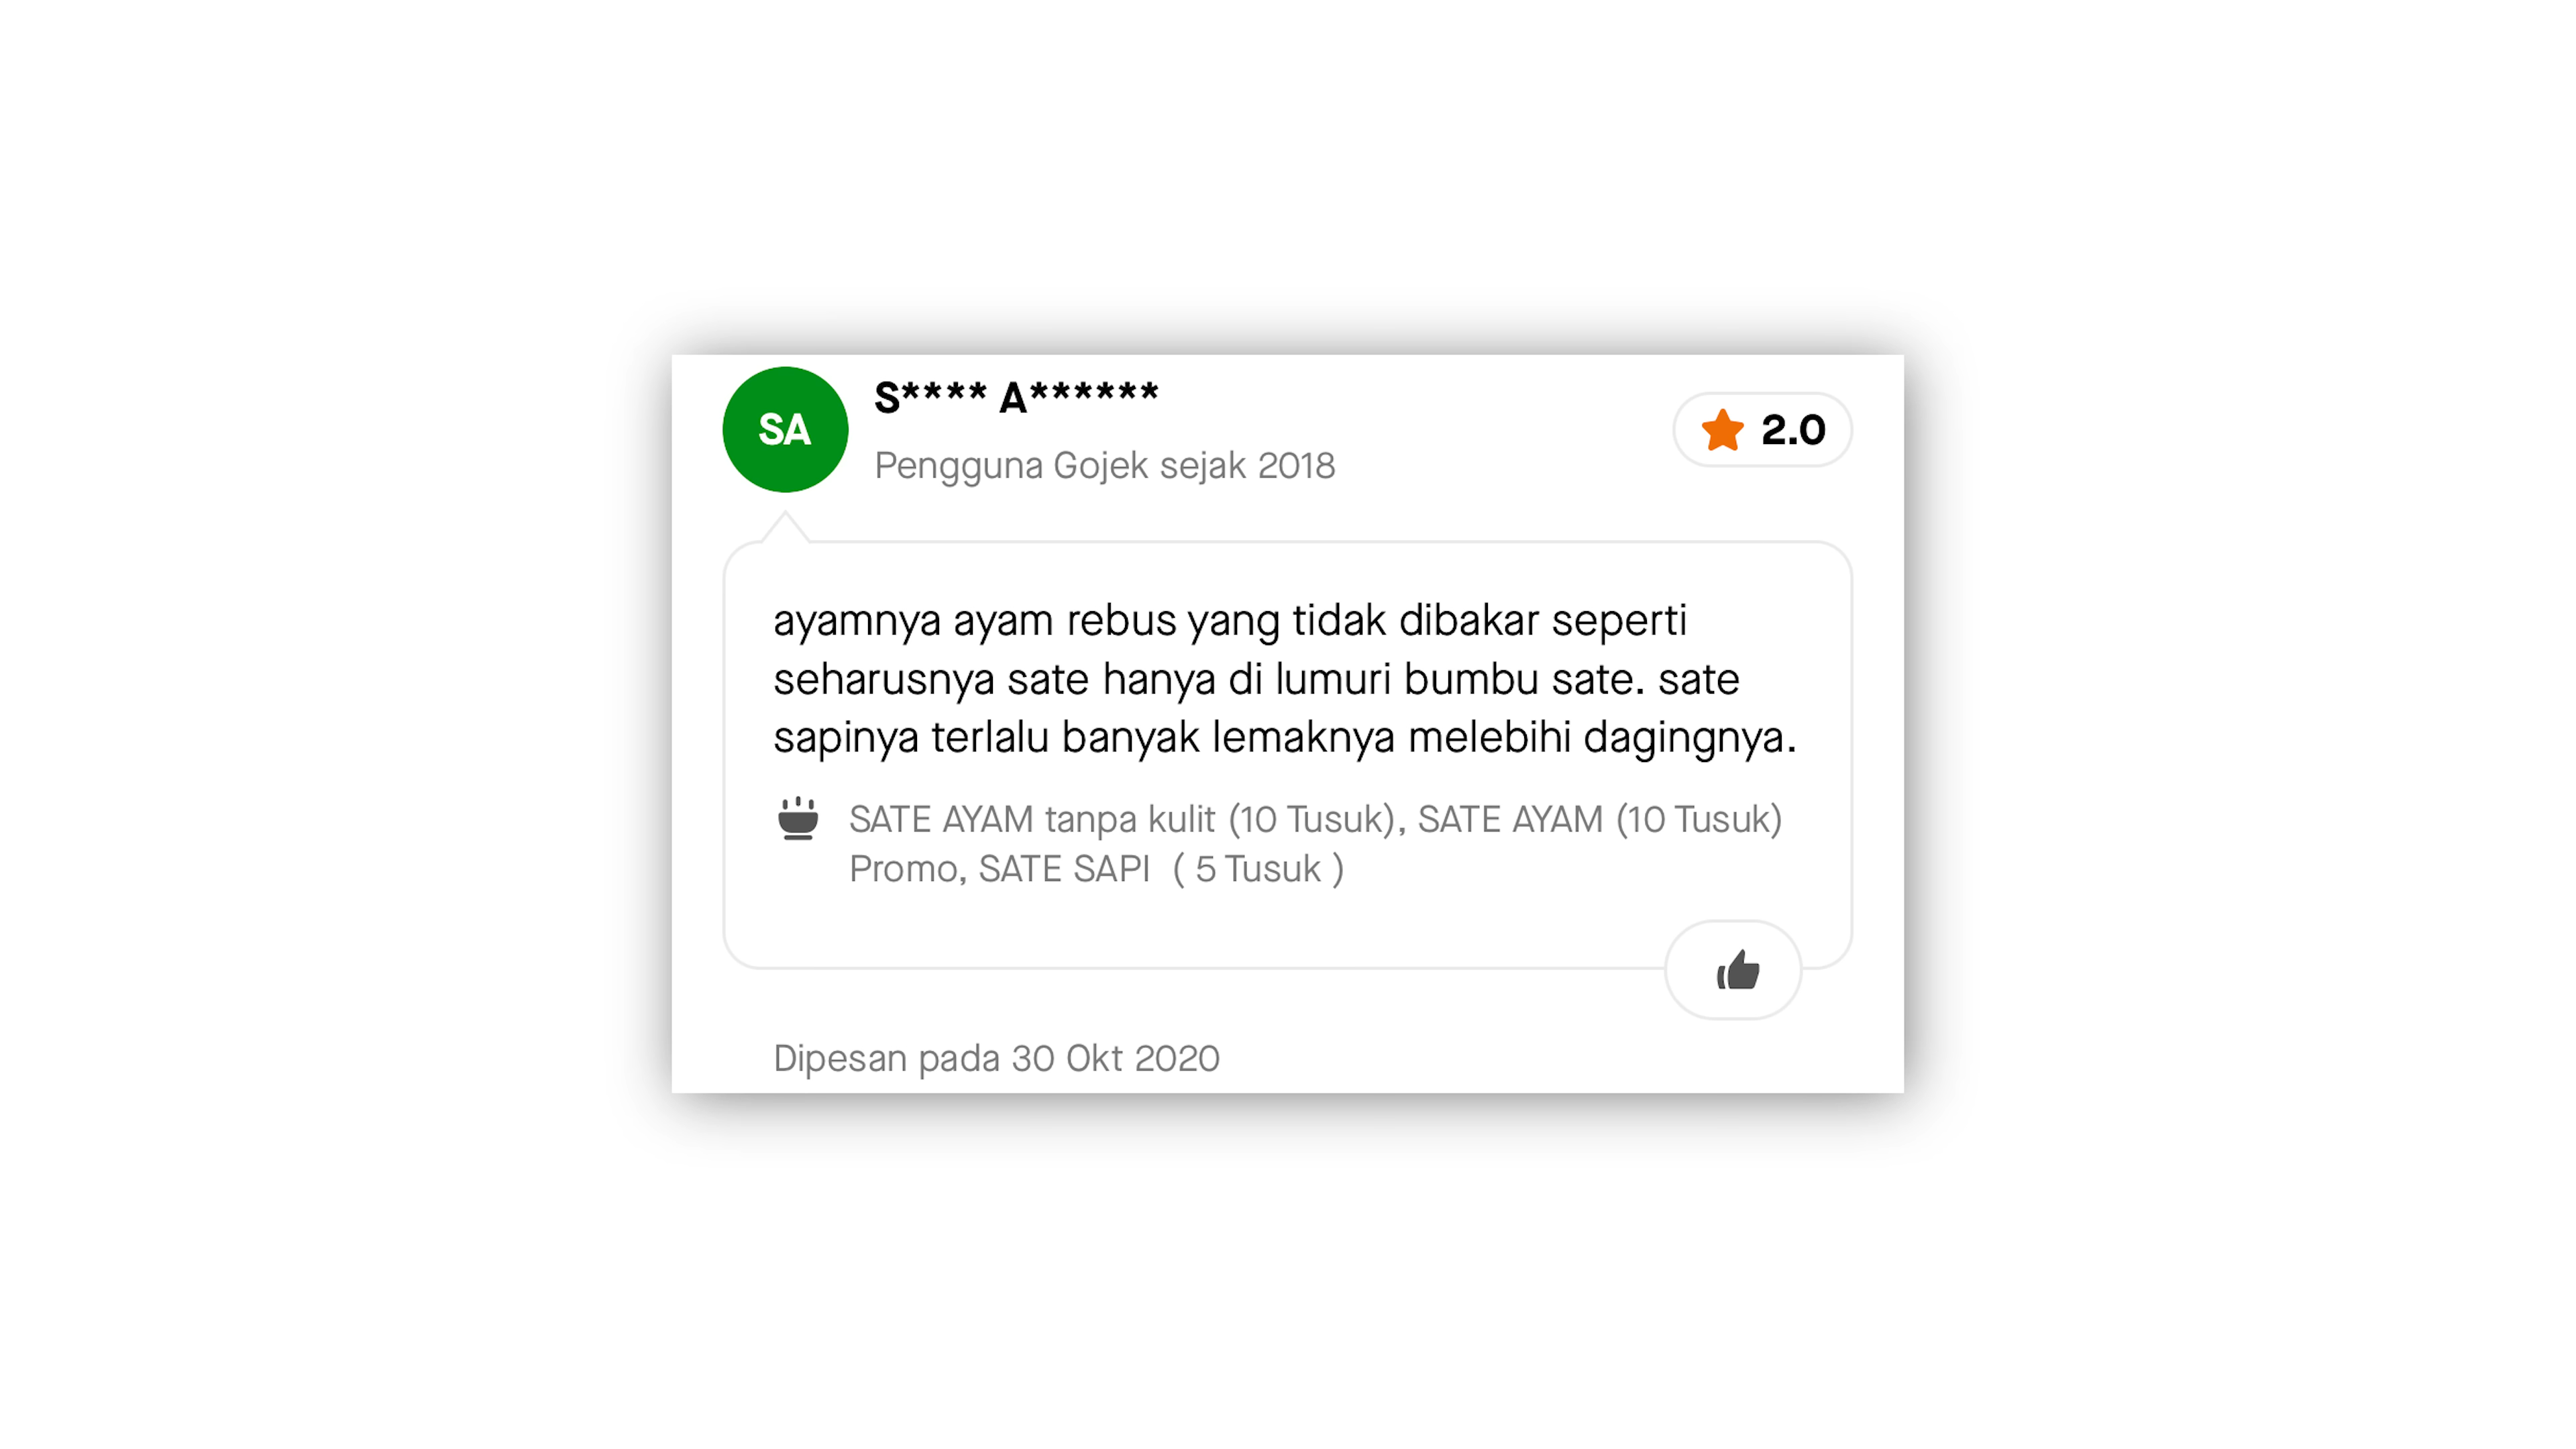 SA
S**** A******
Pengguna Gojek sejak 2018
2.0
ayamnya ayam rebus yang tidak dibakar seperti
seharusnya sate hanya di lumuri bumbu sate. sate
sapinya terlalu banyak lemaknya melebihi dagingnya.
SATE AYAM tanpa kulit (10 Tusuk), SATE AYAM (10 Tusuk)
Promo, SATE SAPI  ( 5 Tusuk )
Dipesan pada 30 Okt 2020